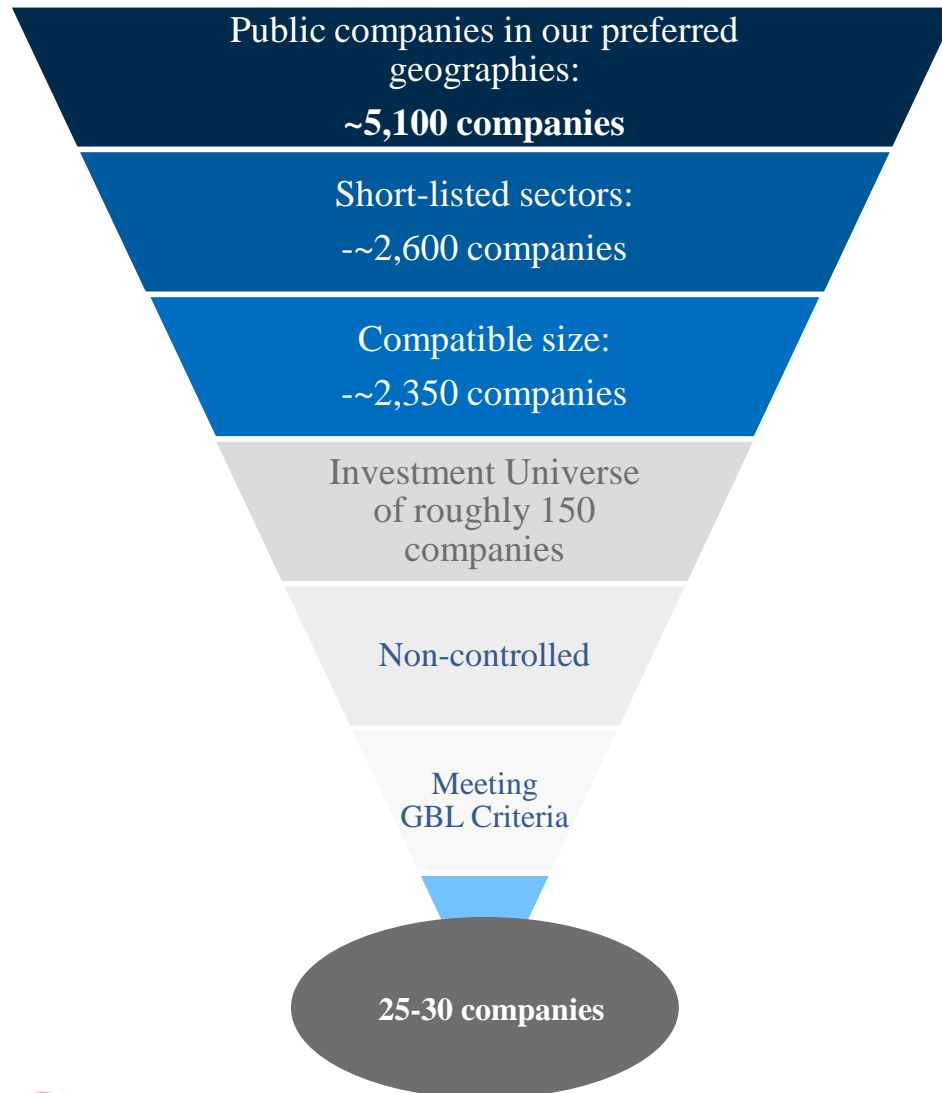 Public companies in our preferred
geographies:
~5,100 companies
Short-listed sectors:
-~2,600 companies
Compatible size:
-~2,350 companies
Investment Universe
of roughly 150
companies
Non-controlled
Meeting
GBL Criteria
25-30 companies